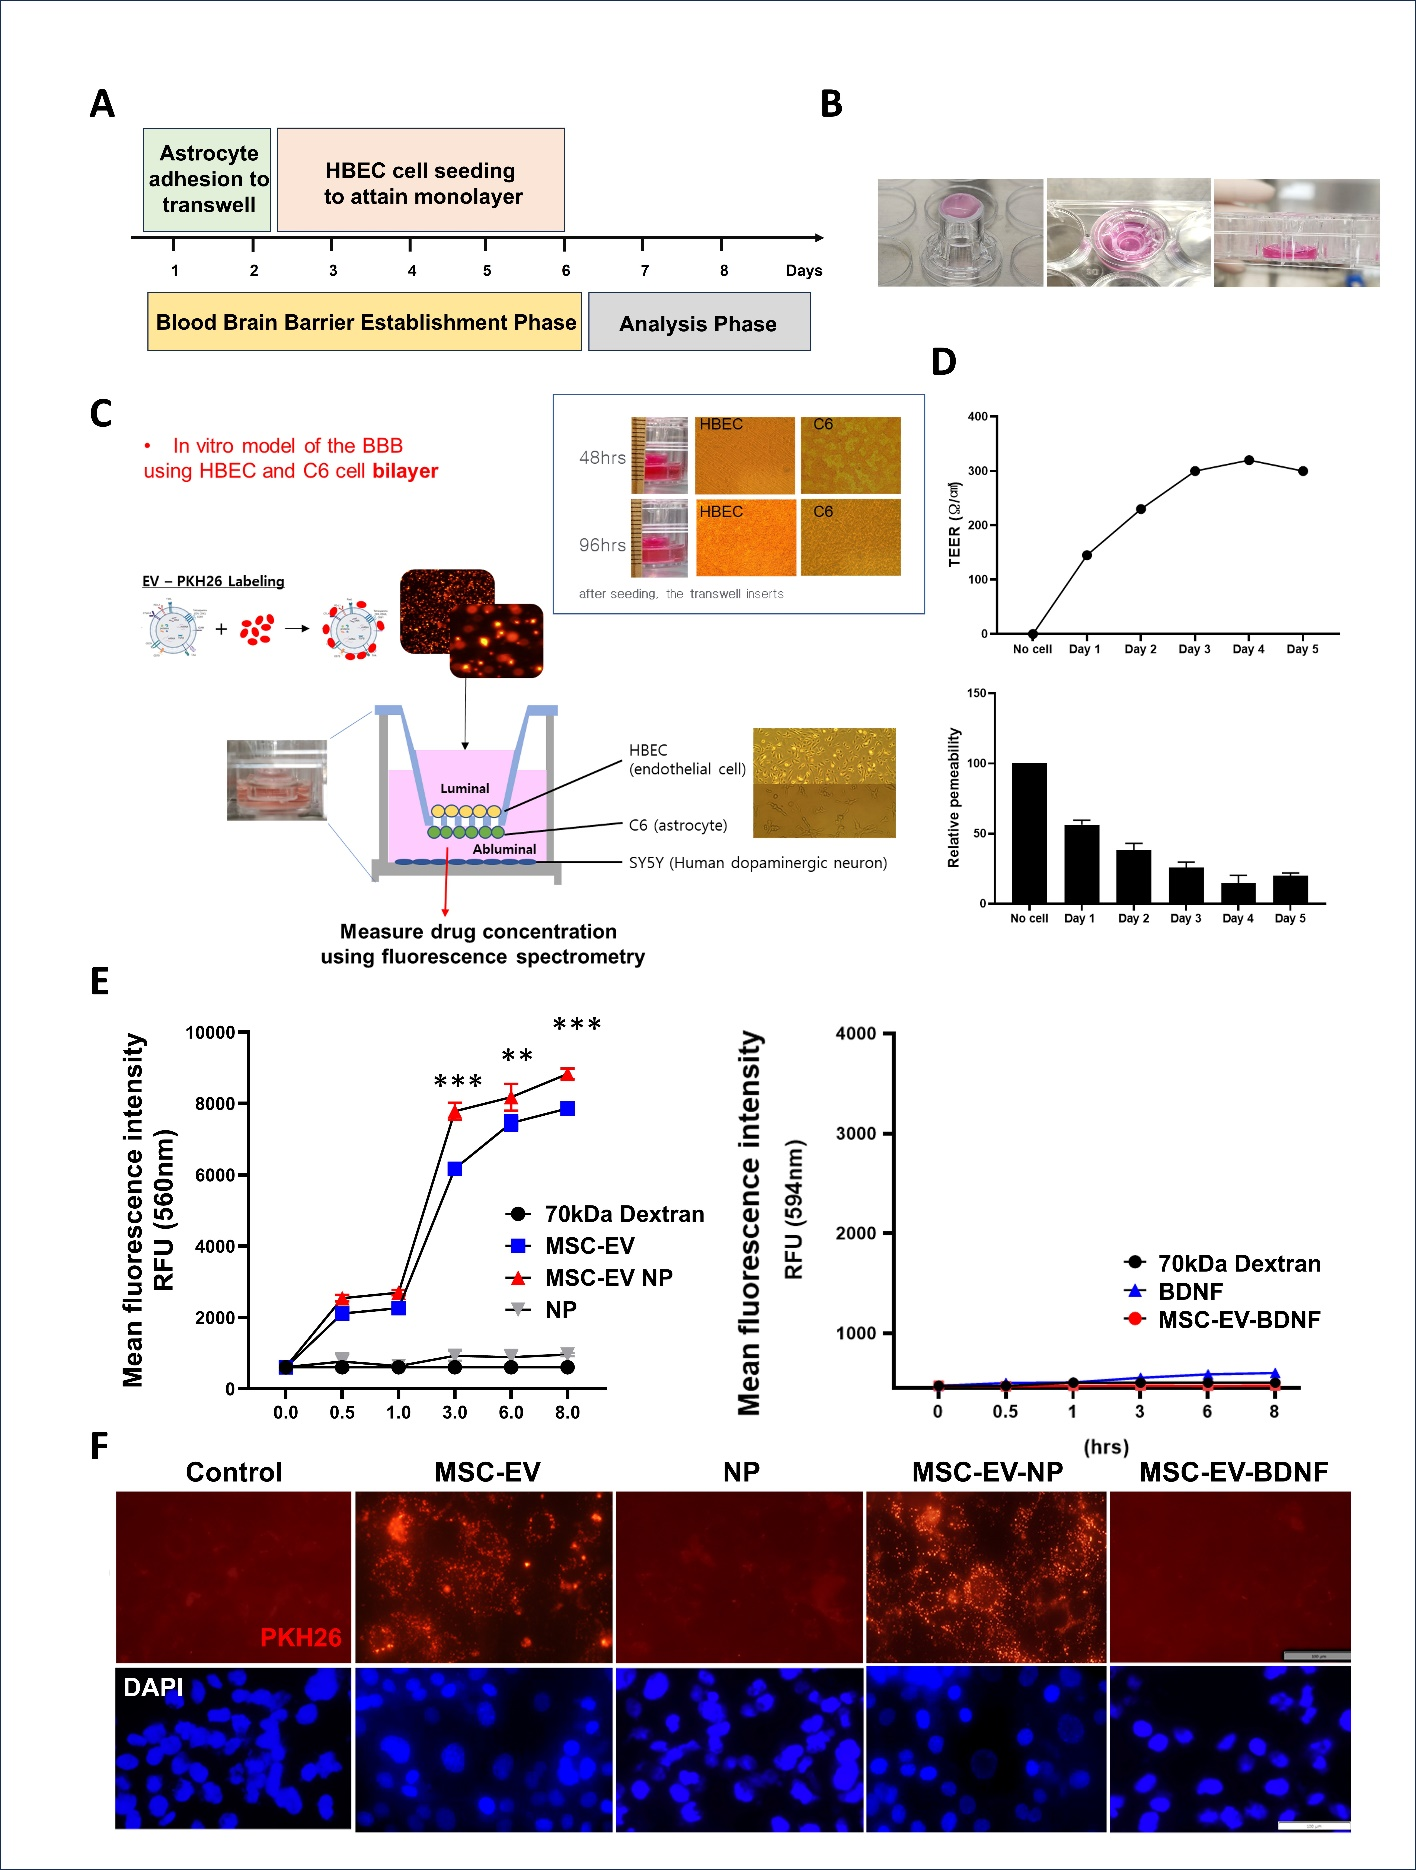 A
Astrocyte
adhesion to
transwell
HBEC cell seeding
to attain monolayer
1 2 3 4 5 6 7 8 Days
Blood Brain Barrier Establishment Phase
Analysis Phase
B
C
• In vitro model of the BBB
using HBEC and C6 cell bilayer
HBEC C6
48hrs
HBEC C6
96hrs
after seeding, the transwell inserts
EV – PKH26 Labeling
+
Luminal
Abluminal
HBEC
(endothelial cell)
C6 (astrocyte)
SY5Y (Human dopaminergic neuron)
Measure drug concentration
using fluorescence spectrometry
D
TEER (Ω/㎠)
400
300
200
100
0
No cell Day 1 Day 2 Day 3 Day 4 Day 5
Relative pemeability
150
100
50
0
No cell Day 1 Day 2 Day 3 Day 4 Day 5
E
Mean fluorescence intensity
RFU (560nm)
10000
8000
6000
4000
2000
0
*** ** ***
70kDa Dextran
MSC-EV
MSC-EV NP
NP
0.0 0.5 1.0 3.0 6.0 8.0
Mean fluorescence intensity
RFU (594nm)
4000
3000
2000
1000
70kDa Dextran
BDNF
MSC-EV-BDNF
0 0.5 1 3 6 8
(hrs)
F
Control MSC-EV NP MSC-EV-NP MSC-EV-BDNF
PKH26
DAPI